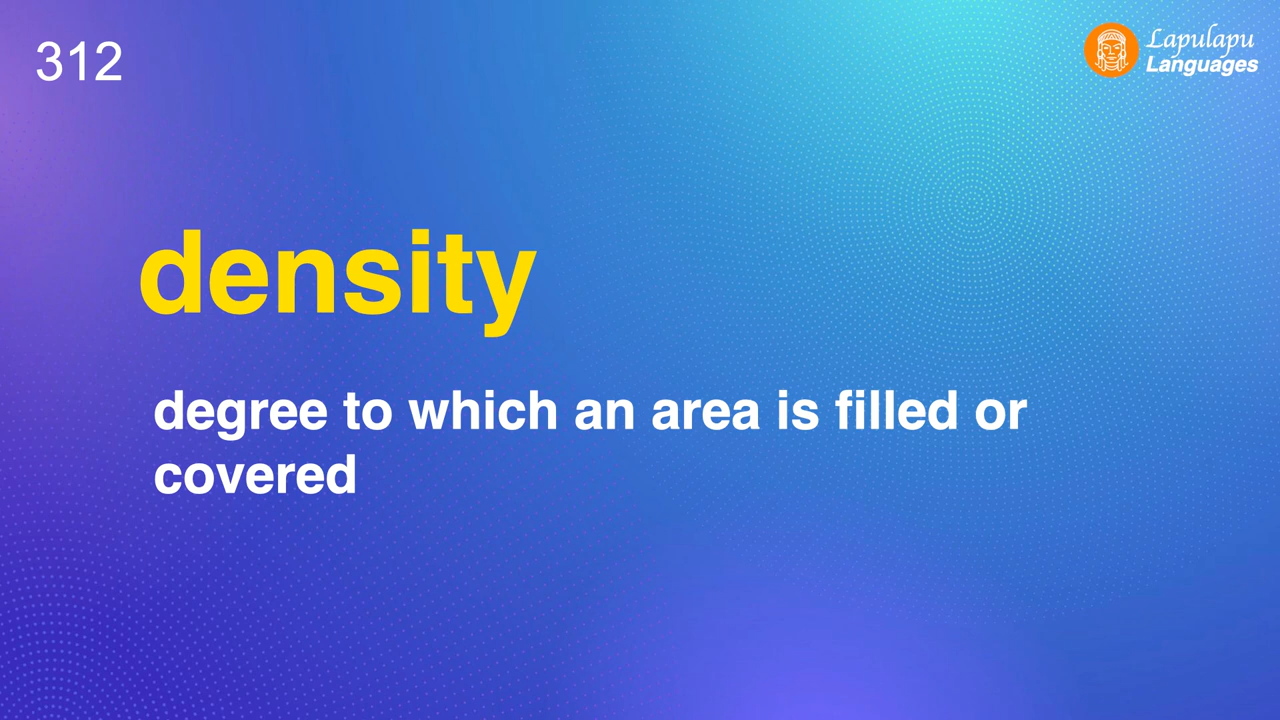 312
Lapulapu
Languages
density
degree to which an area is filled or
covered